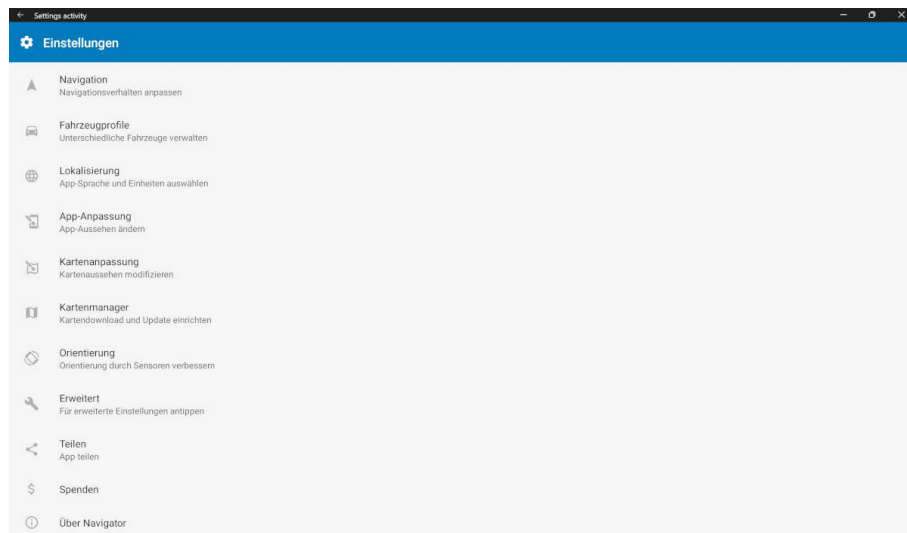 Settings activity
Einstellungen
Navigation
Navigationsverhalten anpassen
Fahrzeugprofile
Unterschiedliche Fahrzeuge verwalten
Lokalisierung
App-Sprache und Einheiten auswählen
App-Anpassung
App-Aussehen ändern
Kartenanpassung
Kartenaussehen modifizieren
Kartenmanager
Kartendownload und Update einrichten
Orientierung
Orientierung durch Sensoren verbessern
Erweitert
Für erweiterte Einstellungen antippen
Teilen
App teilen
Spenden
Über Navigator